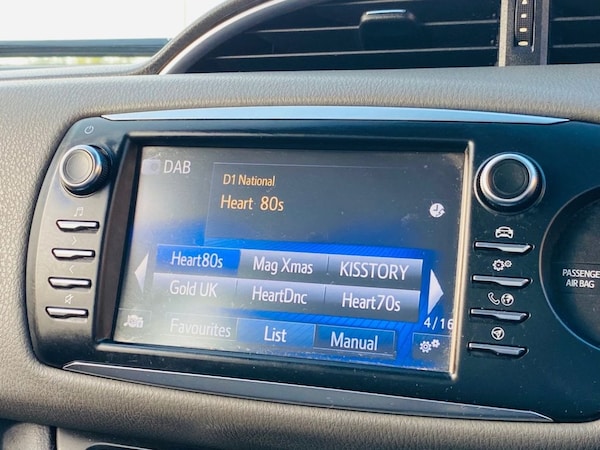 DAB
D1 National
Heart 80s
Heart80s Mag Xmas KISSTORY
Gold UK HeartDnc Heart70s
4/16
Favourites List Manual
PASSENGER
AIR BAG